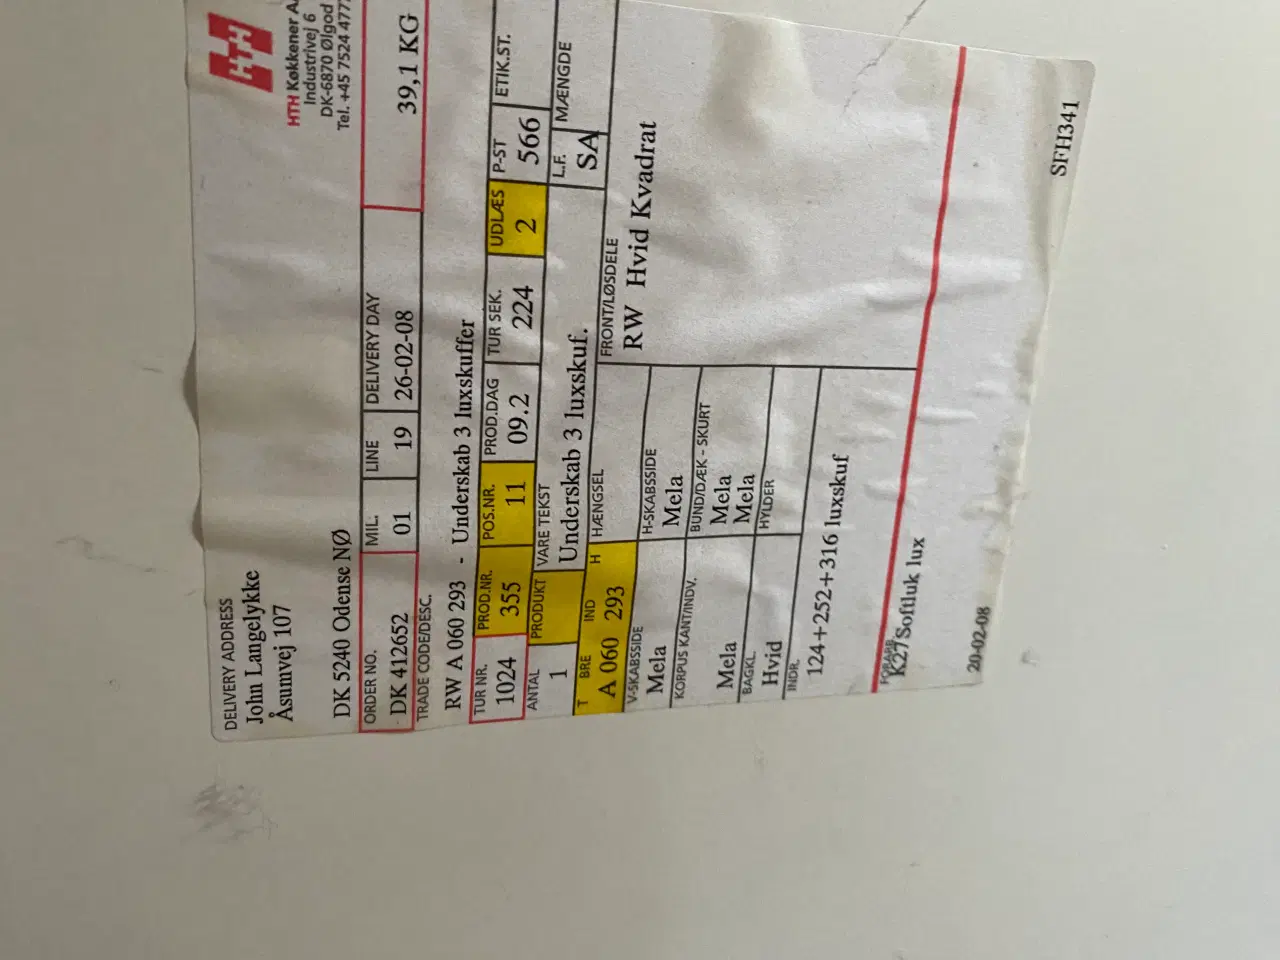 HTH
HTH Køkkener A
Industrivej 6
DK-6870 Ølgod
Tel. +45 7524 477
DELIVERY ADDRESS
John Langelykke
Åsumvej 107
DK 5240 Odense NØ
ORDER NO. MIL. LINE DELIVERY DAY
DK 412652 01 19 26-02-08 39,1 KG
TRADE CODE/DESC.
RW A 060 293 - Underskab 3 luxskuffer
TUR NR. PROD.NR. POS.NR. PROD.DAG TUR SEK. UDLÆS P-ST ETIK.ST.
1024 355 11 09.2 224 2 566
ANTAL PRODUKT VARE TEKST L.F. MÆNGDE
1 Underskab 3 luxskuf. SA
T BRE IND H HÆNGSEL FRONT/LØSDELE
A 060 293 RW Hvid Kvadrat
V-SKABSSIDE H-SKABSSIDE
Mela Mela
KORPUS KANT/INDV. BUND/DÆK - SKURT
Mela Mela
Mela
BAGKL. HYLDER
Hvid
INDR.
124+252+316 luxskuf
K27 Softluk lux
20-02-08 SFH341